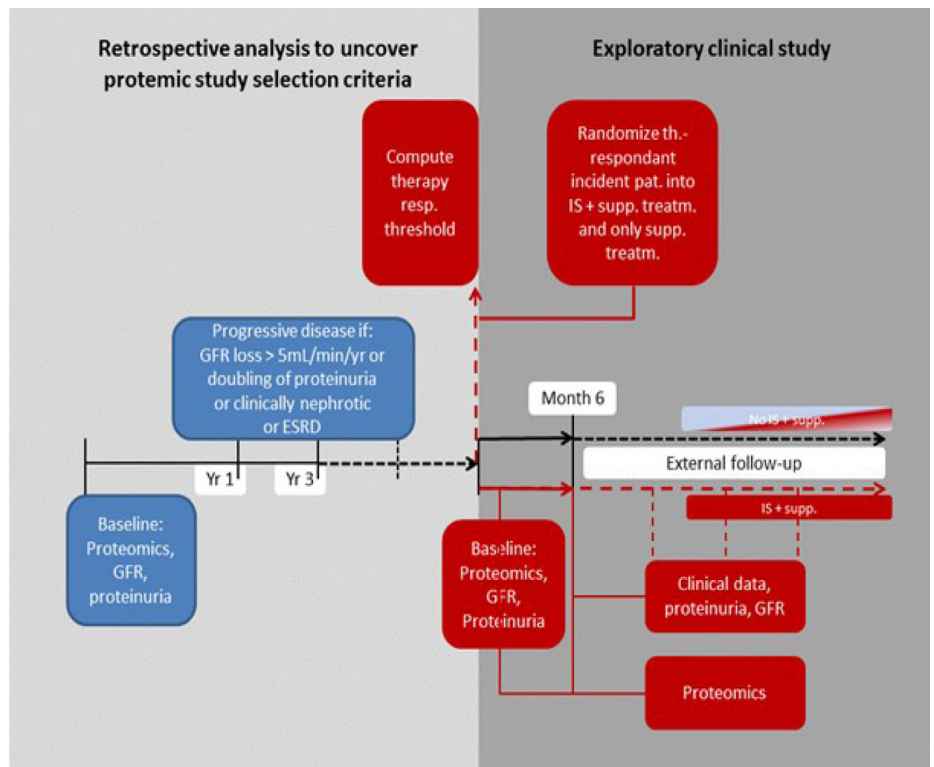 Retrospective analysis to uncover
protemic study selection criteria
Exploratory clinical study
Compute
therapy
resp.
threshold
Randomize th.-
respondant
incident pat. into
IS + supp. treatm.
and only supp.
treatm.
Progressive disease if:
GFR loss > 5mL/min/yr or
doubling of proteinuria
or clinically nephrotic
or ESRD
Month 6
No IS + supp.
Yr 1
Yr 3
External follow-up
IS + supp.
Baseline:
Proteomics,
GFR,
proteinuria
Baseline:
Proteomics,
GFR,
Proteinuria
Clinical data,
proteinuria, GFR
Proteomics